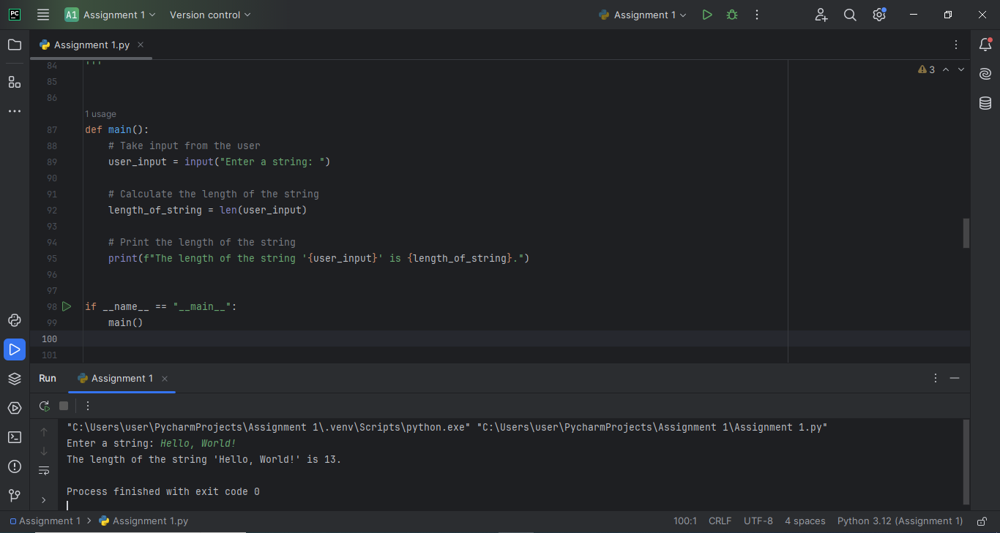 PC A1 Assignment 1 Version control Assignment 1
Assignment 1.py
84 '''
3
85
86
1 usage
87 def main():
88     # Take input from the user
89     user_input = input("Enter a string: ")
90
91     # Calculate the length of the string
92     length_of_string = len(user_input)
93
94     # Print the length of the string
95     print(f"The length of the string '{user_input}' is {length_of_string}.")
96
97
98 if __name__ == "__main__":
99     main()
100
101
Run Assignment 1
"C:\Users\user\PycharmProjects\Assignment 1\.venv\Scripts\python.exe" "C:\Users\user\PycharmProjects\Assignment 1\Assignment 1.py"
Enter a string: Hello, World!
The length of the string 'Hello, World!' is 13.
Process finished with exit code 0
Assignment 1 > Assignment 1.py 100:1 CRLF UTF-8 4 spaces Python 3.12 (Assignment 1)